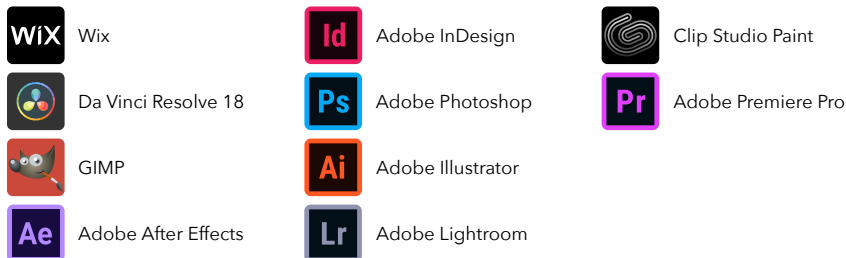 WiX Wix
Da Vinci Resolve 18
GIMP
Ae Adobe After Effects
Id Adobe InDesign
Ps Adobe Photoshop
Ai Adobe Illustrator
Lr Adobe Lightroom
Clip Studio Paint
Pr Adobe Premiere Pro